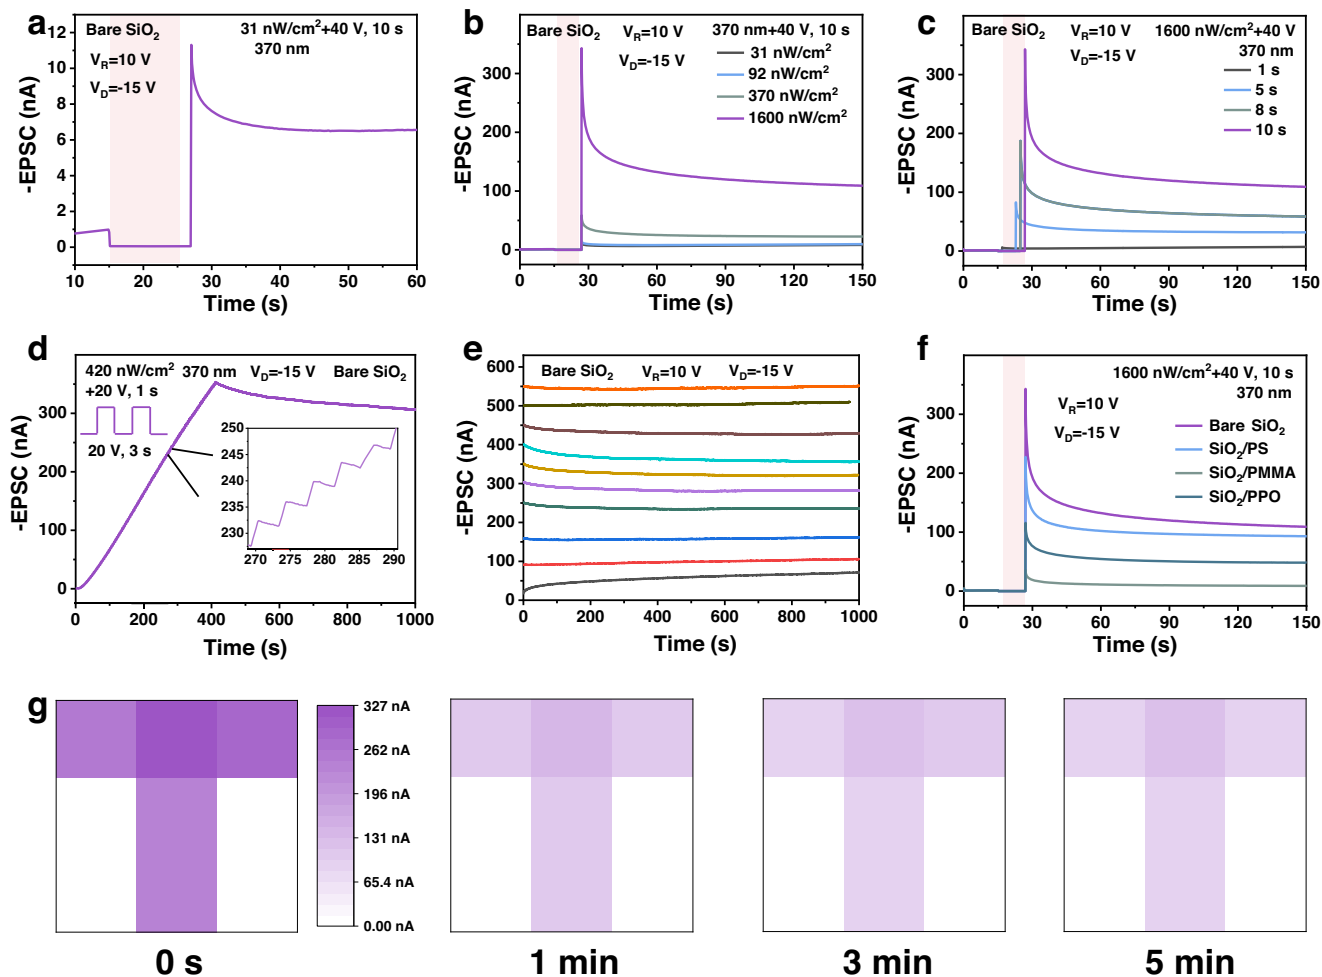 a
Bare SiO2
31 nW/cm2+40 V, 10 s
370 nm
VR=10 V
VD=-15 V
-EPSC (nA)
12
10
8
6
4
2
0
10 20 30 40 50 60
Time (s)
b
Bare SiO2
VR=10 V
370 nm+40 V, 10 s
VD=-15 V
31 nW/cm2
92 nW/cm2
370 nW/cm2
1600 nW/cm2
-EPSC (nA)
300
200
100
0
0 30 60 90 120 150
Time (s)
c
Bare SiO2
VR=10 V
1600 nW/cm2+40 V
VD=-15 V
370 nm
1 s
5 s
8 s
10 s
-EPSC (nA)
300
200
100
0
0 30 60 90 120 150
Time (s)
d
420 nW/cm2
370 nm
VD=-15 V
Bare SiO2
+20 V, 1 s
20 V, 3 s
-EPSC (nA)
300
200
100
0
0 200 400 600 800 1000
Time (s)
250
245
240
235
230
270 275 280 285 290
e
Bare SiO2
VR=10 V
VD=-15 V
-EPSC (nA)
600
500
400
300
200
100
0
0 200 400 600 800 1000
Time (s)
f
1600 nW/cm2+40 V, 10 s
370 nm
VR=10 V
VD=-15 V
Bare SiO2
SiO2/PS
SiO2/PMMA
SiO2/PPO
-EPSC (nA)
300
200
100
0
0 30 60 90 120 150
Time (s)
g
327 nA
262 nA
196 nA
131 nA
65.4 nA
0.00 nA
0 s
1 min
3 min
5 min